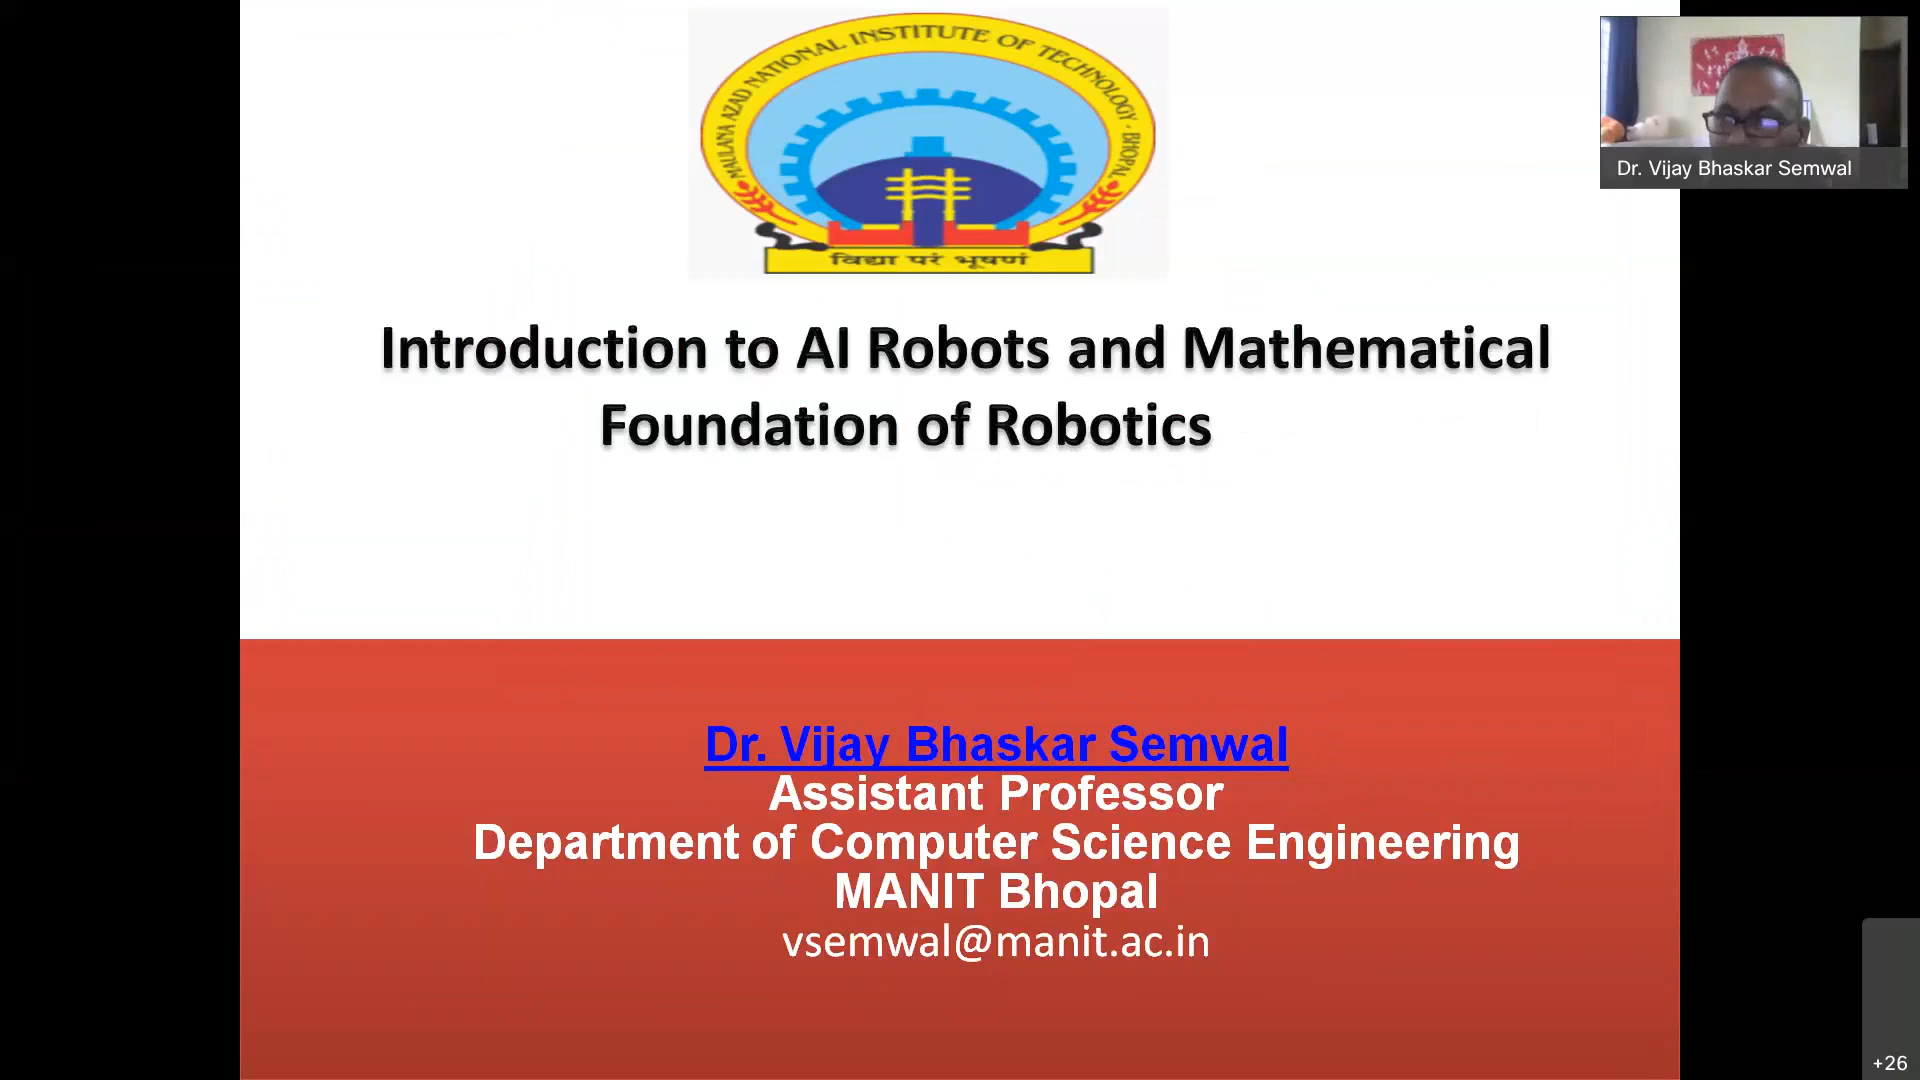 MAULANA AZAD NATIONAL INSTITUTE OF TECHNOLOGY - BHOPAL
विद्या परं भूषणं
Dr. Vijay Bhaskar Semwal
Introduction to AI Robots and Mathematical
Foundation of Robotics
Dr. Vijay Bhaskar Semwal
Assistant Professor
Department of Computer Science Engineering
MANIT Bhopal
vsemwal@manit.ac.in
+26